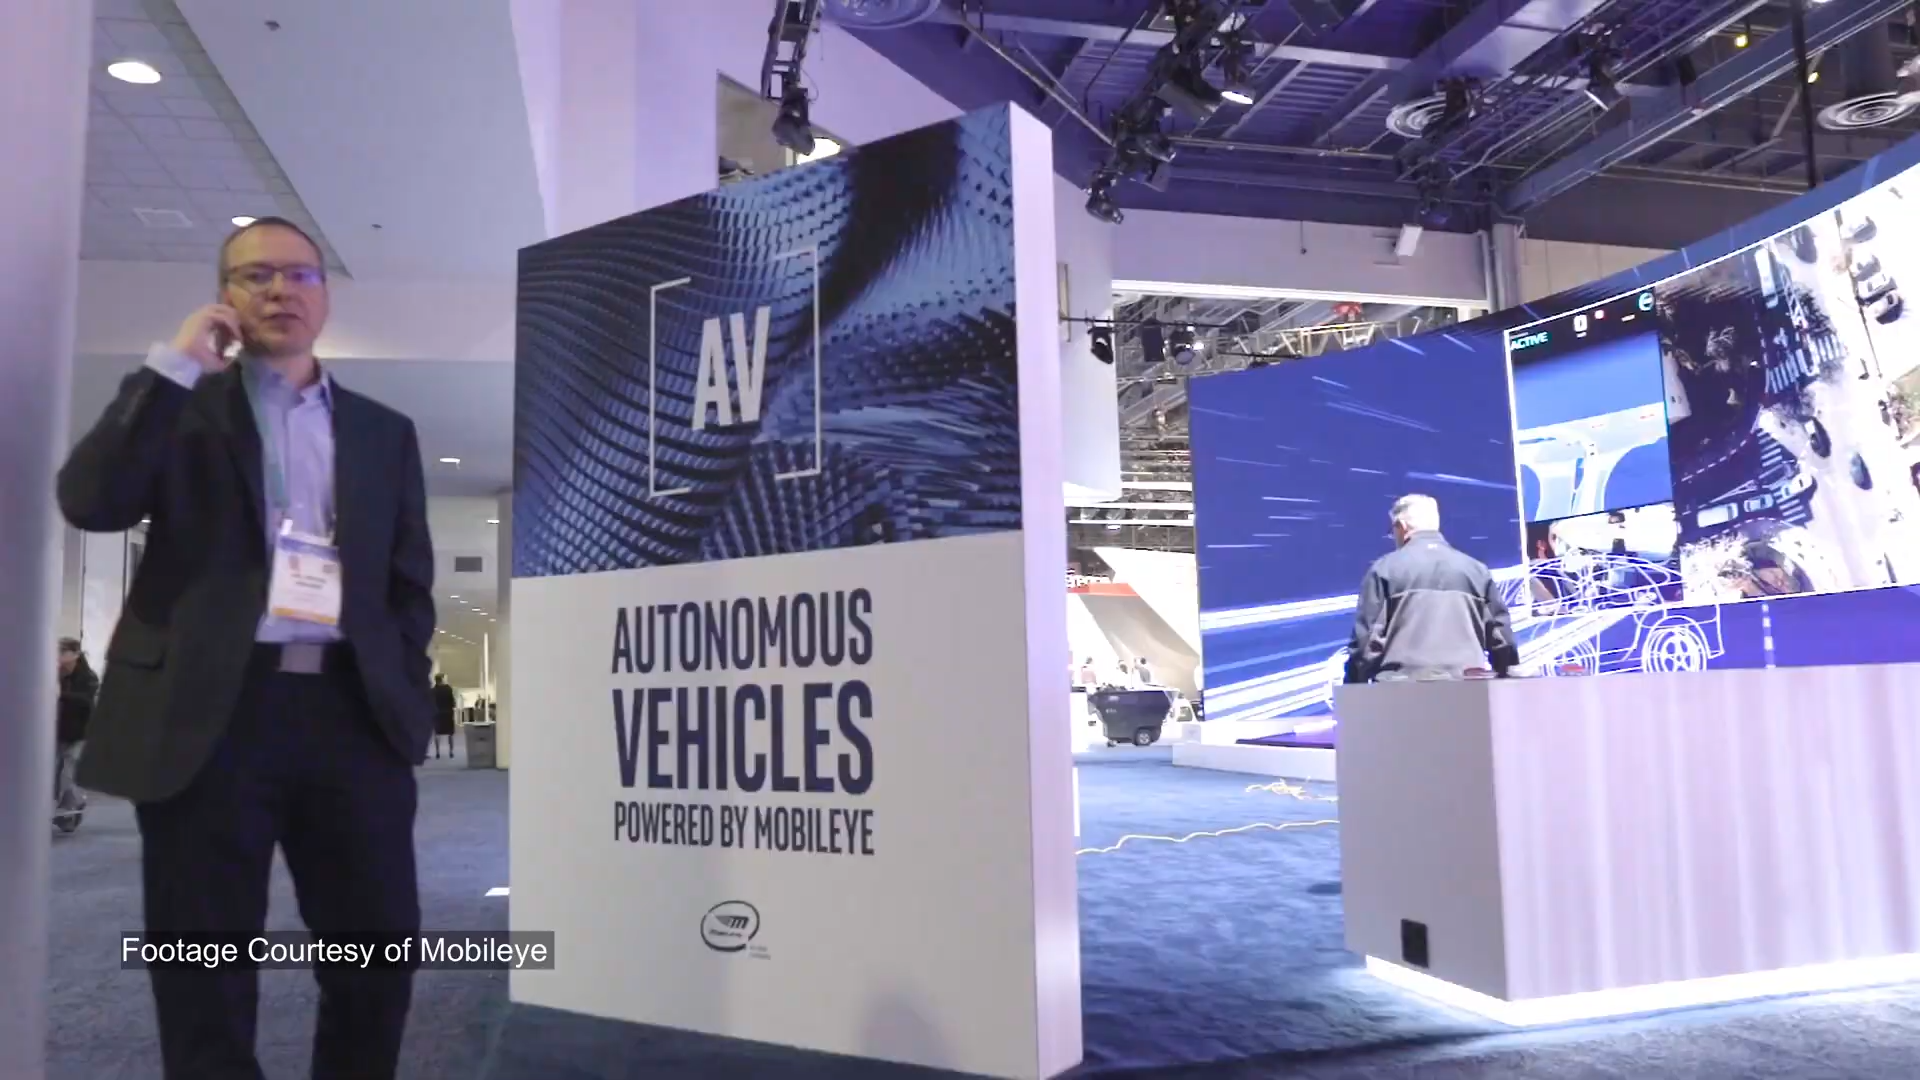 AV
AUTONOMOUS
VEHICLES
POWERED BY MOBILEYE
ACTIVE
Footage Courtesy of Mobileye